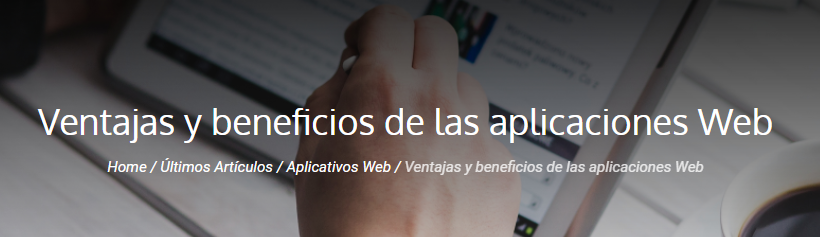 Ventajas y beneficios de las aplicaciones Web
Home / Últimos Artículos / Aplicativos Web / Ventajas y beneficios de las aplicaciones Web